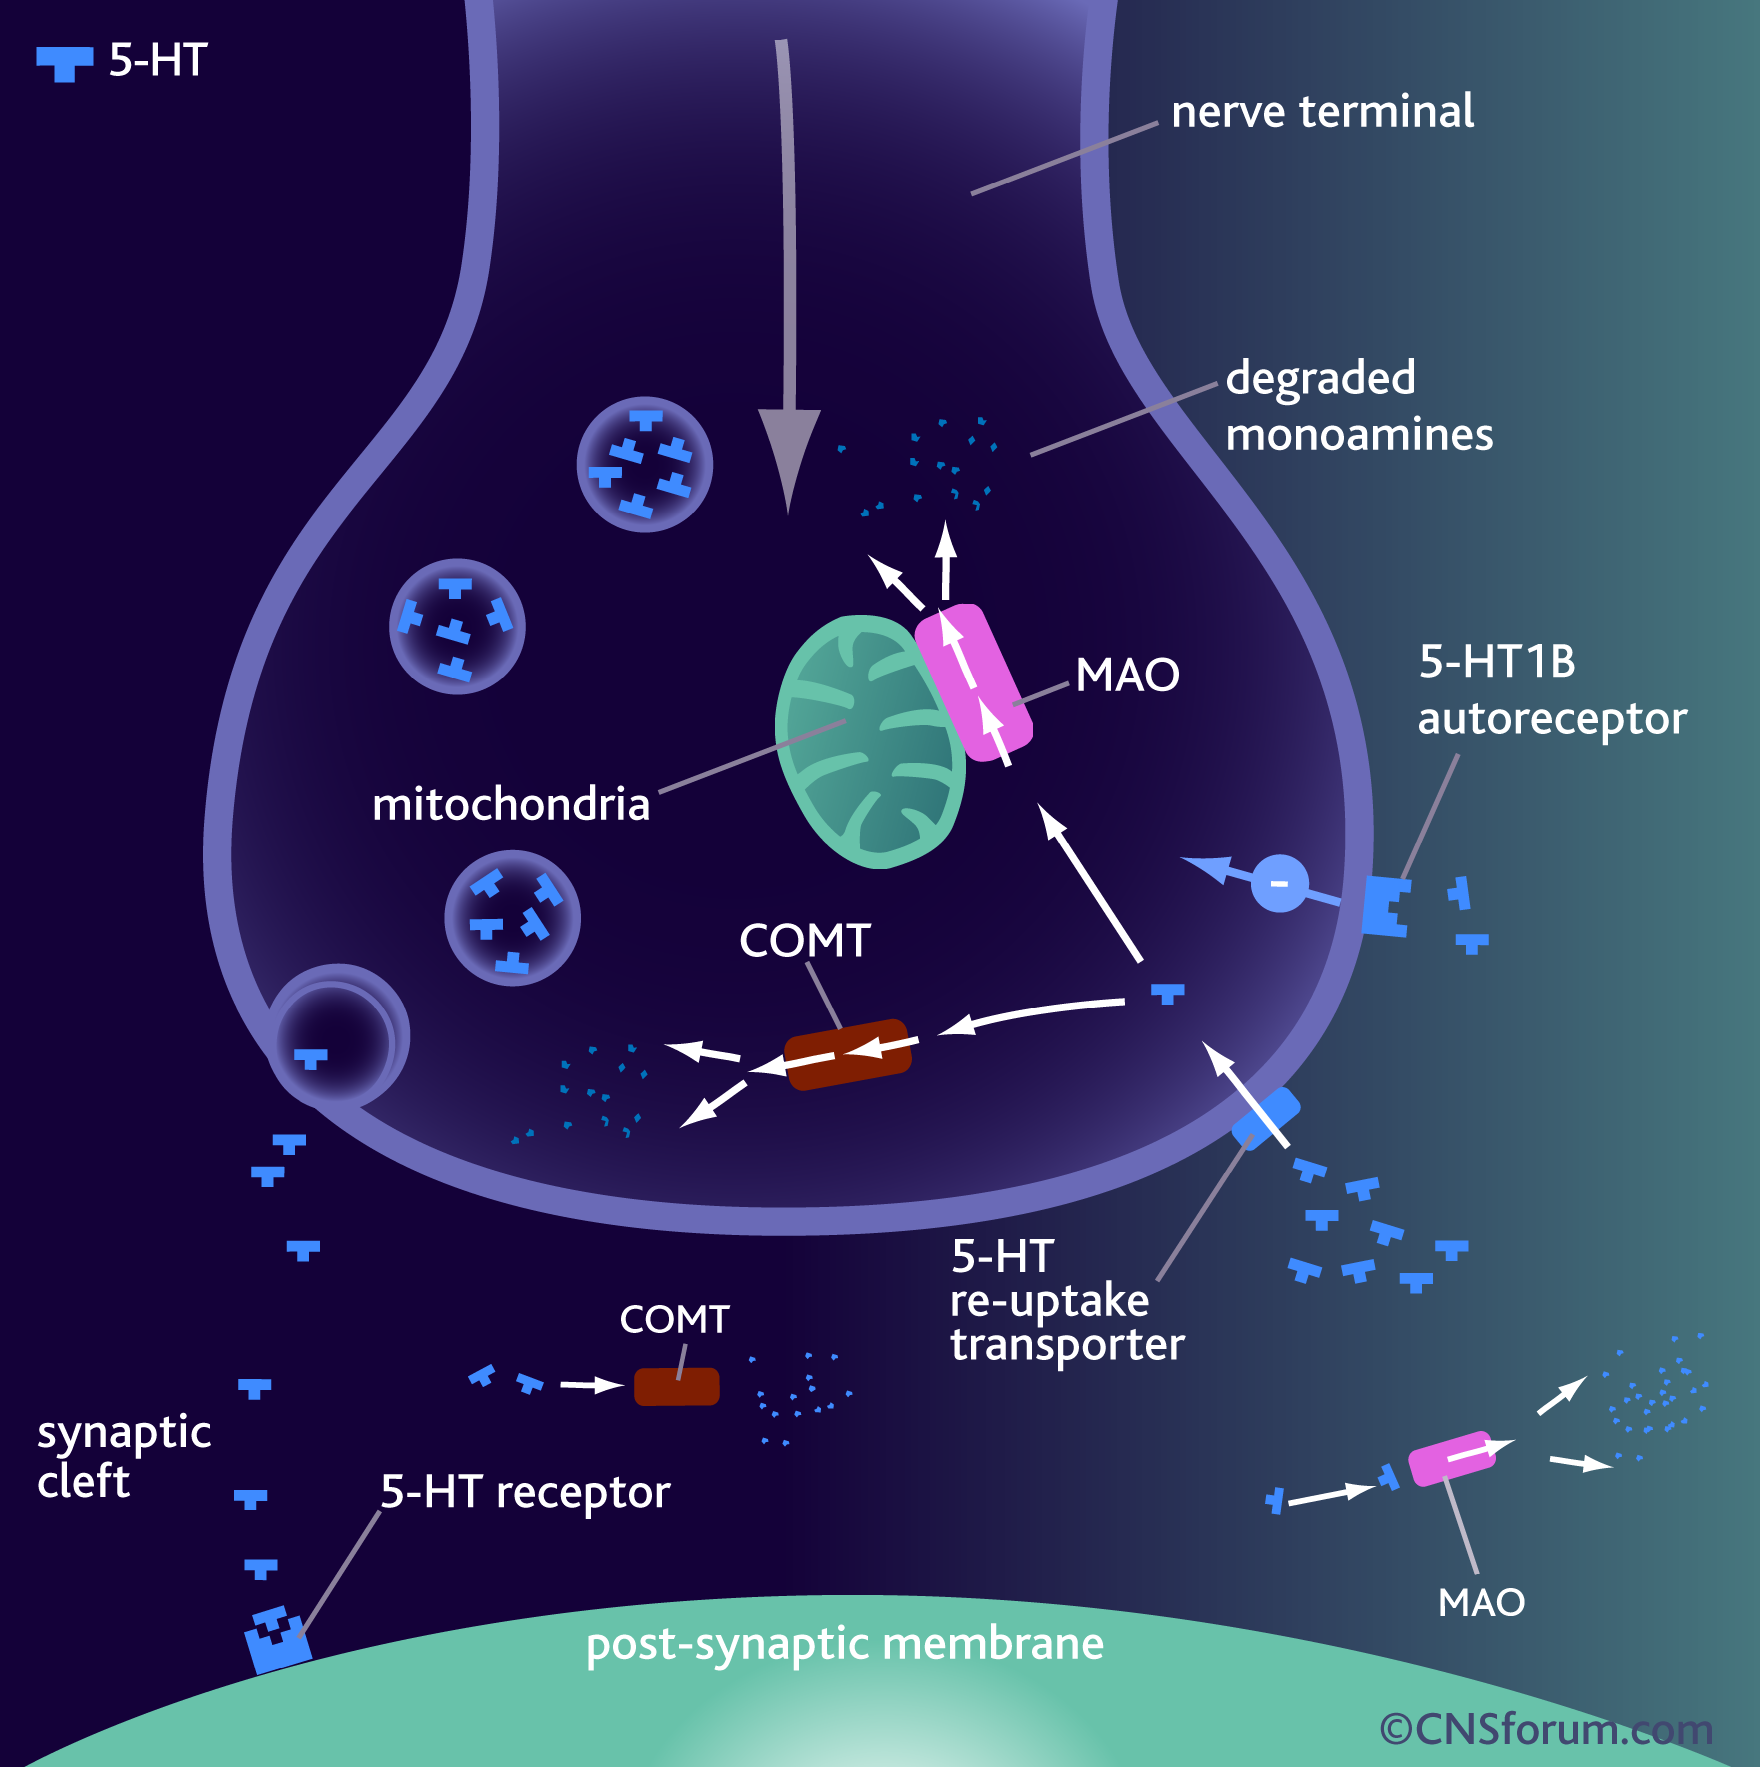 5-HT
nerve terminal
degraded
monoamines
5-HT1B
autoreceptor
MAO
mitochondria
COMT
-
5-HT
re-uptake
transporter
COMT
synaptic
cleft
5-HT receptor
MAO
post-synaptic membrane
©CNSforum.com